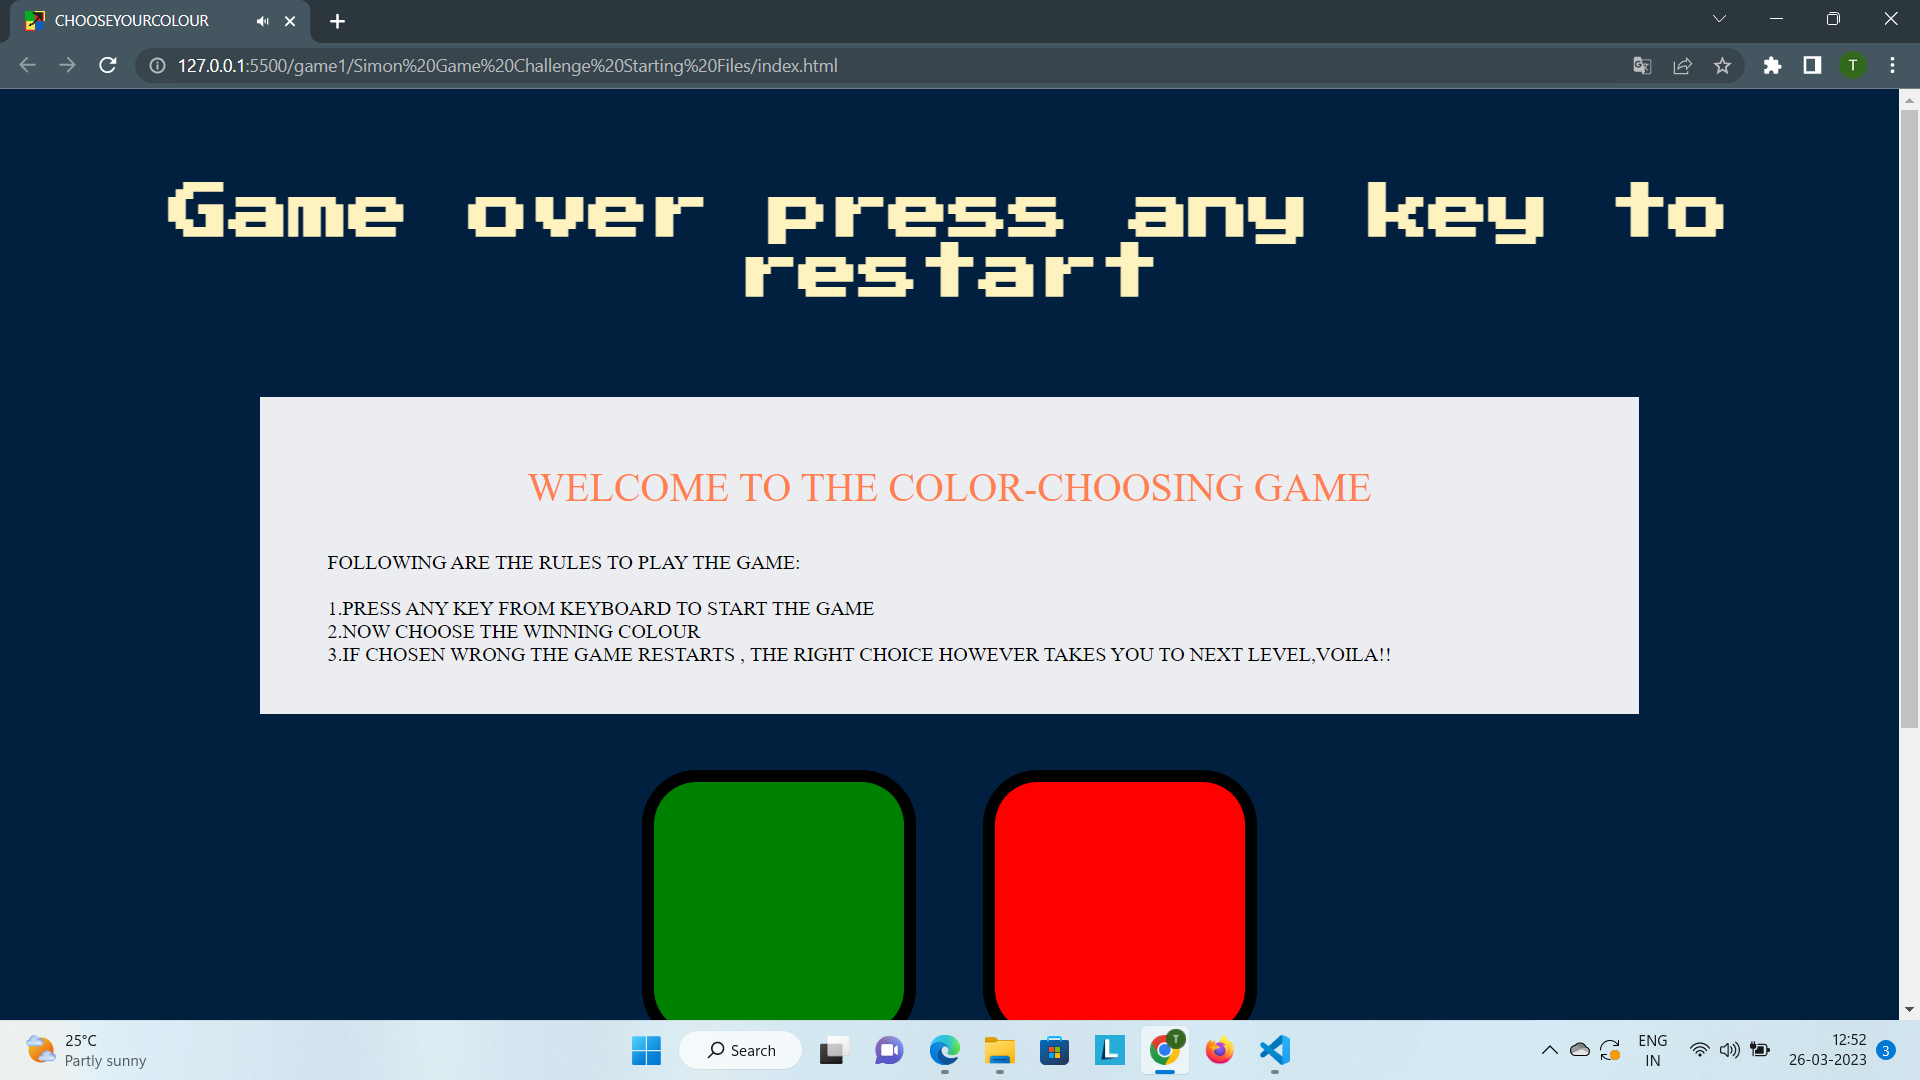 CHOOSEYOURCOLOUR
127.0.0.1:5500/game1/Simon%20Game%20Challenge%20Starting%20Files/index.html
T
Game over press any key to
restart
WELCOME TO THE COLOR-CHOOSING GAME
FOLLOWING ARE THE RULES TO PLAY THE GAME:
1.PRESS ANY KEY FROM KEYBOARD TO START THE GAME
2.NOW CHOOSE THE WINNING COLOUR
3.IF CHOSEN WRONG THE GAME RESTARTS , THE RIGHT CHOICE HOWEVER TAKES YOU TO NEXT LEVEL,VOILA!!
25°C
Partly sunny
Search
L
T
ENG
IN
12:52
26-03-2023
3